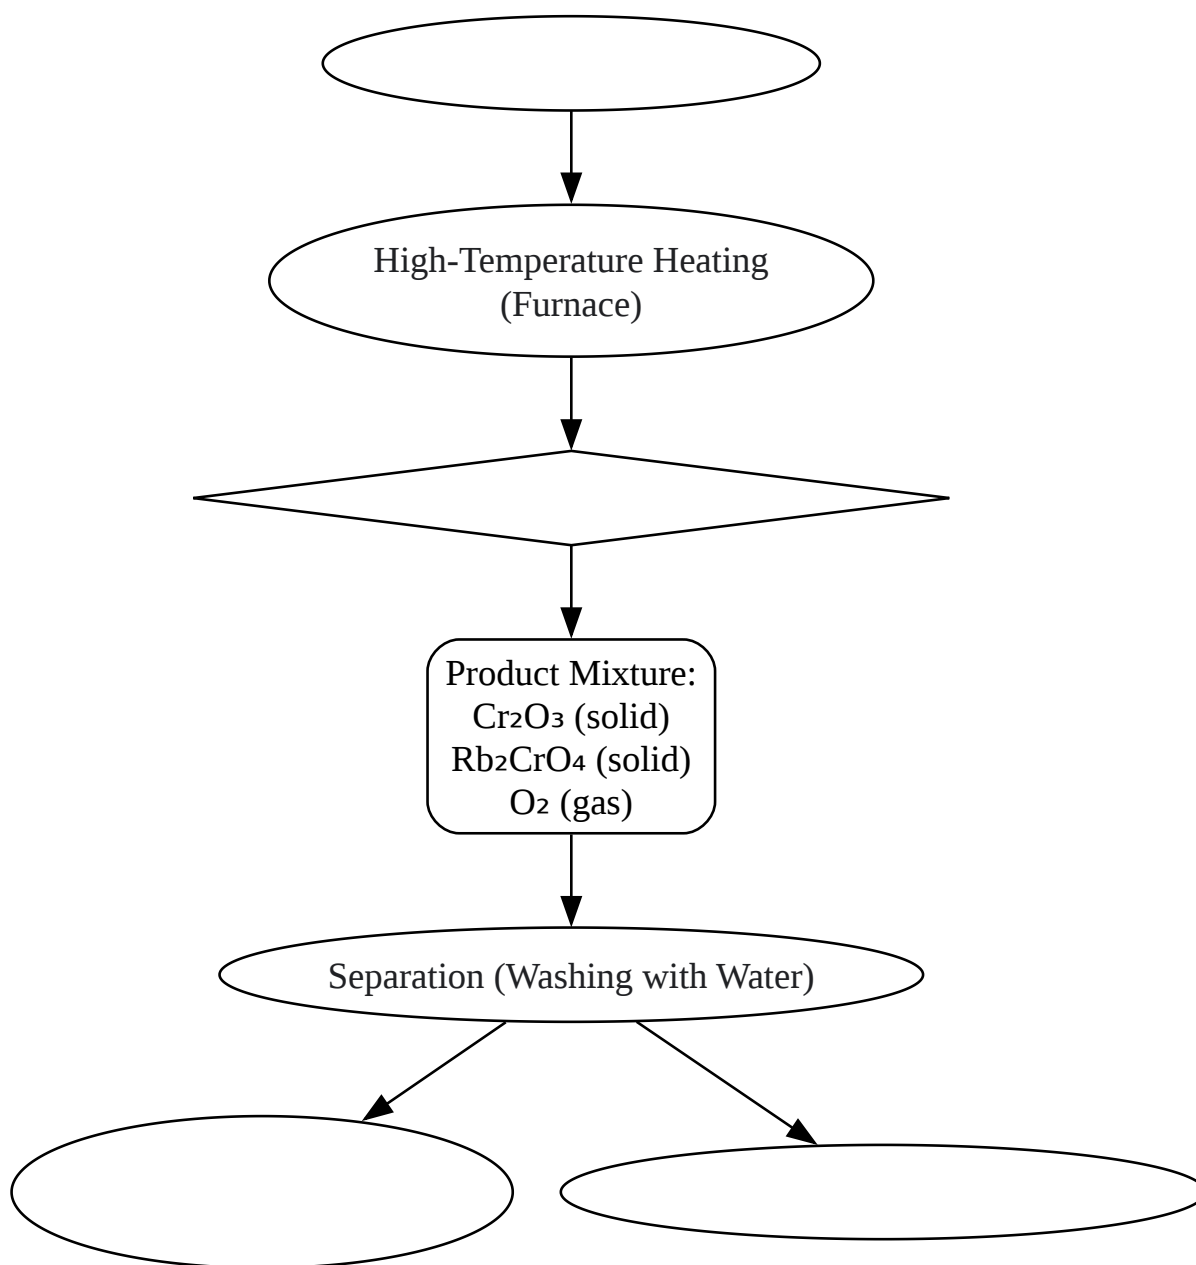 High-Temperature Heating
(Furnace)
Product Mixture:
Cr₂O₃ (solid)
Rb₂CrO₄ (solid)
O₂ (gas)
Separation (Washing with Water)